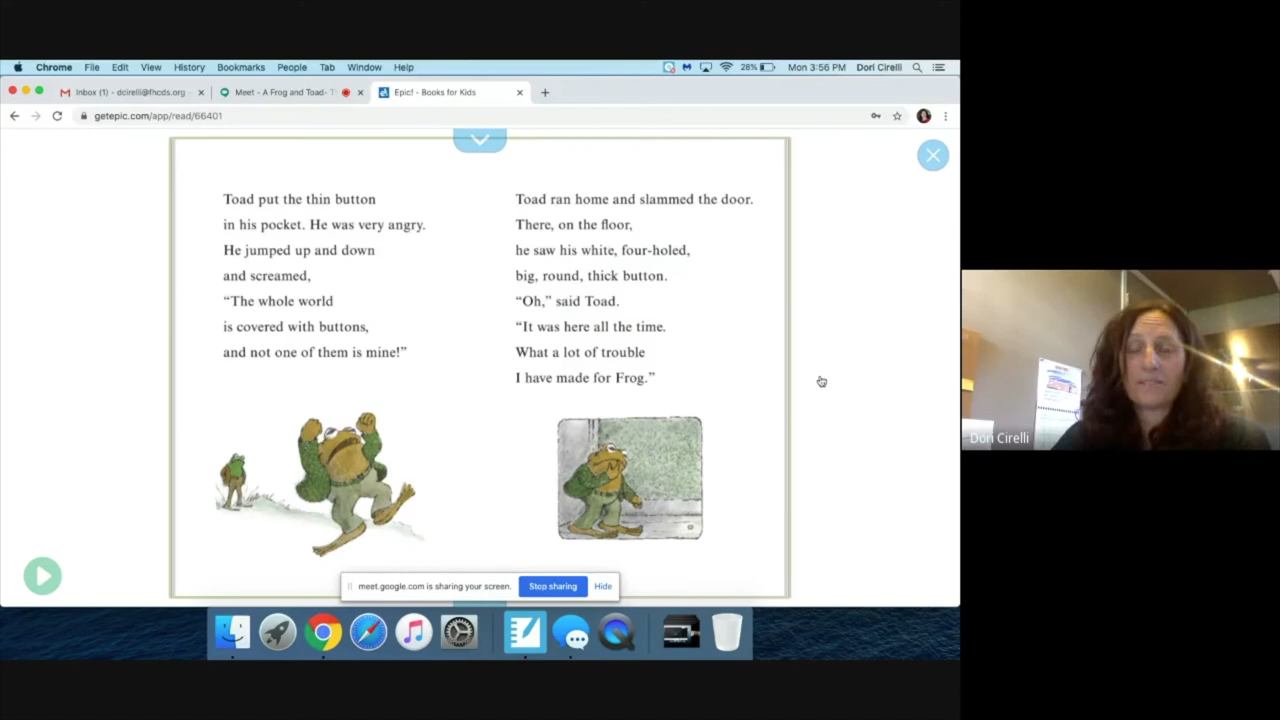 Chrome File Edit View History Bookmarks People Tab Window Help 28% Mon 3:56 PM Dori Cirelli
Inbox (1) - dcirelli@fhcds.org - Meet - A Frog and Toad- T Epic! - Books for Kids
getepic.com/app/read/66401
Toad put the thin button
in his pocket. He was very angry.
He jumped up and down
and screamed,
“The whole world
is covered with buttons,
and not one of them is mine!”
Toad ran home and slammed the door.
There, on the floor,
he saw his white, four-holed,
big, round, thick button.
“Oh,” said Toad.
“It was here all the time.
What a lot of trouble
I have made for Frog.”
Dori Cirelli
meet.google.com is sharing your screen. Stop sharing Hide